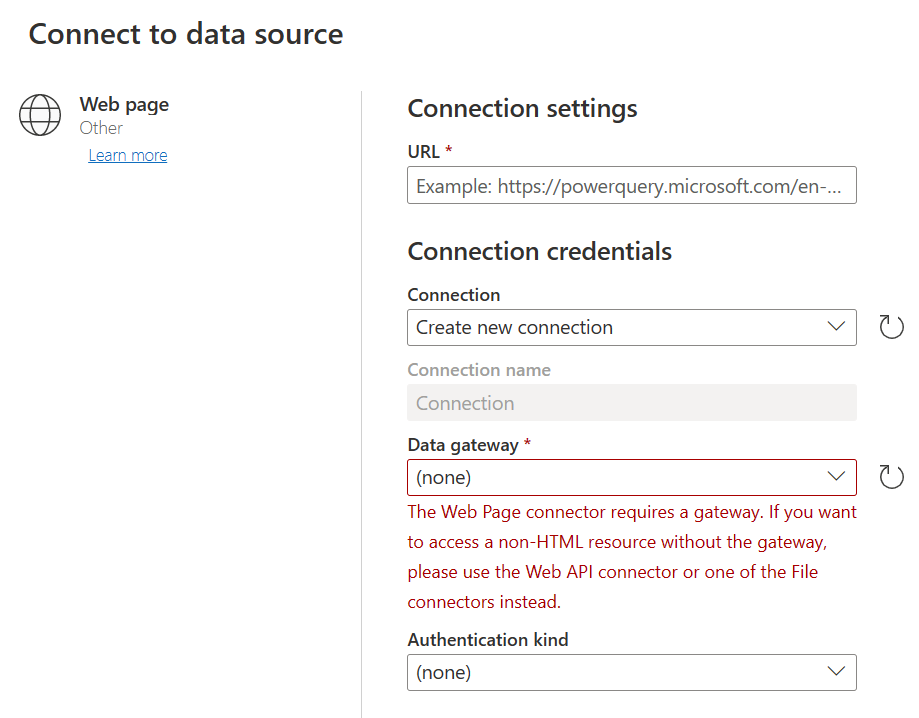 Connect to data source
Web page
Other
Learn more
Connection settings
URL *
Example: https://powerquery.microsoft.com/en-...
Connection credentials
Connection
Create new connection
Connection name
Connection
Data gateway *
(none)
The Web Page connector requires a gateway. If you want
to access a non-HTML resource without the gateway,
please use the Web API connector or one of the File
connectors instead.
Authentication kind
(none)